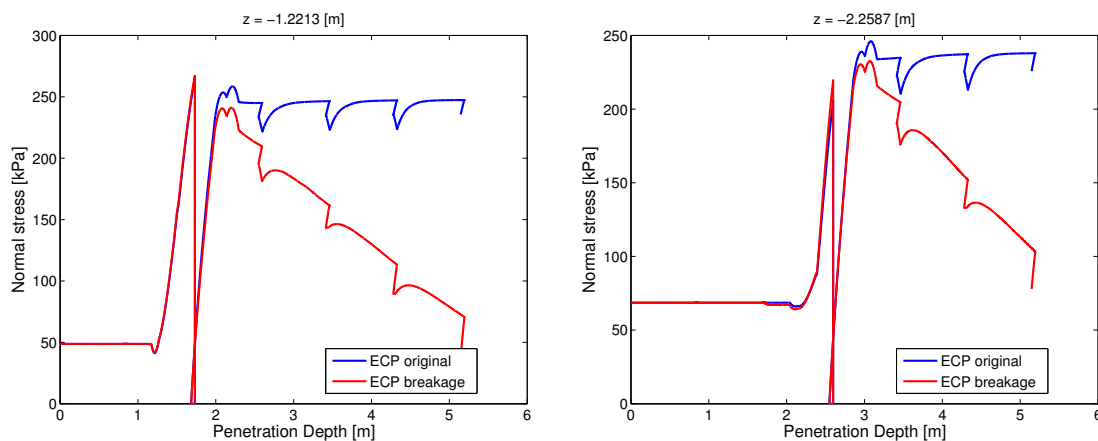 z = −1.2213 [m]
300
250
200
150
100
50
0
Normal stress [kPa]
ECP original
ECP breakage
0 1 2 3 4 5 6
Penetration Depth [m]
z = −2.2587 [m]
250
200
150
100
50
0
Normal stress [kPa]
ECP original
ECP breakage
0 1 2 3 4 5 6
Penetration Depth [m]